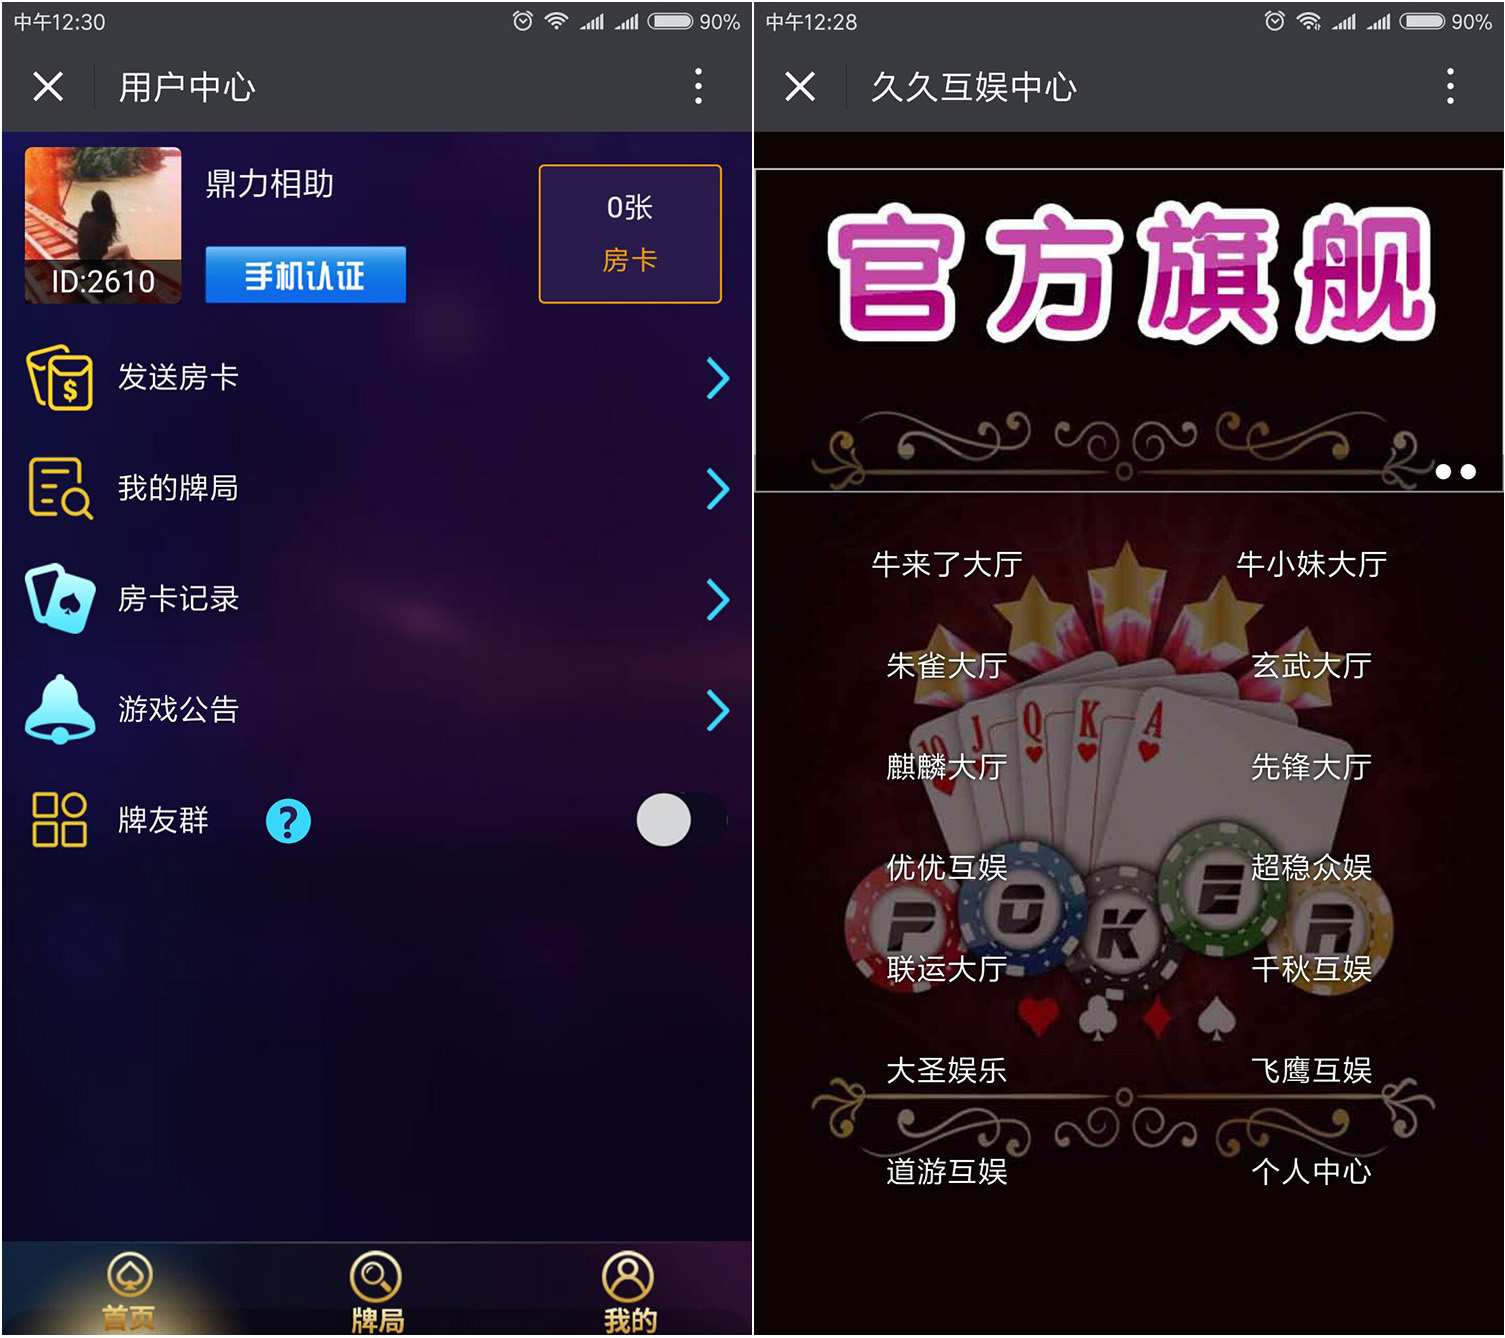 中午12:30
90%
用户中心
鼎力相助
ID:2610
手机认证
0张
房卡
发送房卡
$
我的牌局
房卡记录
游戏公告
牌友群
?
首页
牌局
我的
中午12:28
90%
久久互娱中心
官方旗舰
牛来了大厅
牛小妹大厅
朱雀大厅
玄武大厅
10 J Q K A
麒麟大厅
先锋大厅
优优互娱
超稳众娱
POKER
联运大厅
千秋互娱
大圣娱乐
飞鹰互娱
道游互娱
个人中心